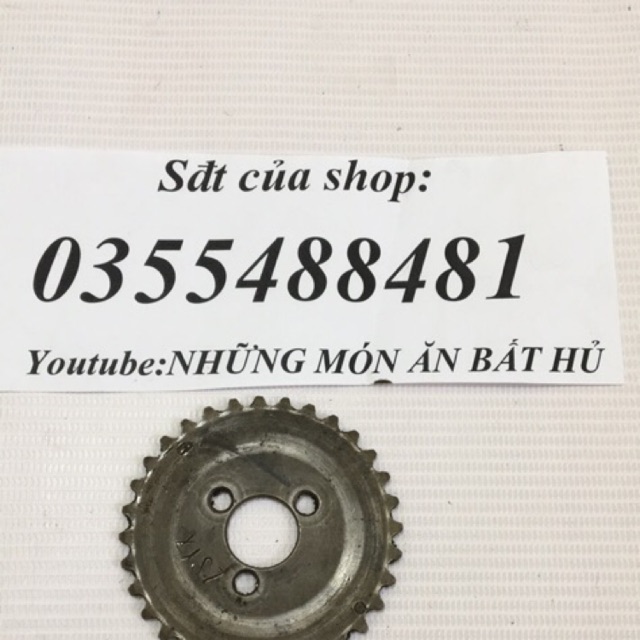 Sđt của shop:
0355488481
Youtube:NHỮNG MÓN ĂN BẤT HỦ